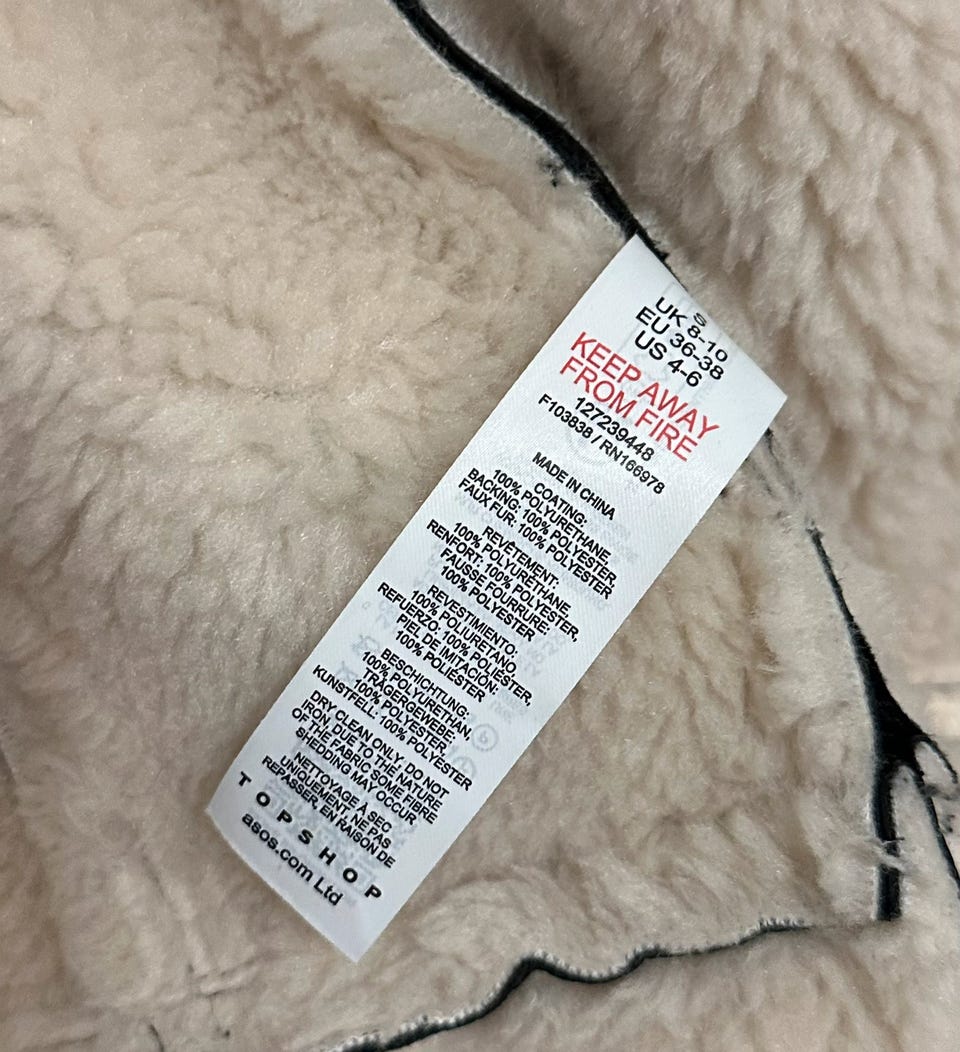 S
UK 8-10
EU 36-38
US 4-6
KEEP AWAY
FROM FIRE
127239448
F103838 / RN166978
MADE IN CHINA
COATING:
100% POLYURETHANE,
BACKING: 100% POLYESTER,
FAUX FUR: 100% POLYESTER
REVÊTEMENT:
100% POLYURETHANE,
RENFORT: 100% POLYESTER,
FAUSSE FOURRURE:
100% POLYESTER
REVESTIMIENTO:
100% POLIURETANO,
REFUERZO: 100% POLIESTER,
PIEL DE IMITACIÓN:
100% POLIÉSTER
BESCHICHTUNG:
100% POLYURETHAN,
TRÄGERGEWEBE:
100% POLYESTER,
KUNSTFELL: 100% POLYESTER
DRY CLEAN ONLY: DO NOT
IRON, DUE TO THE NATURE
OF THE FABRIC SOME FIBRE
SHEDDING MAY OCCUR
NETTOYAGE À SEC
UNIQUEMENT, NE PAS
REPASSER, EN RAISON DE
TOPSHOP
asos.com Ltd